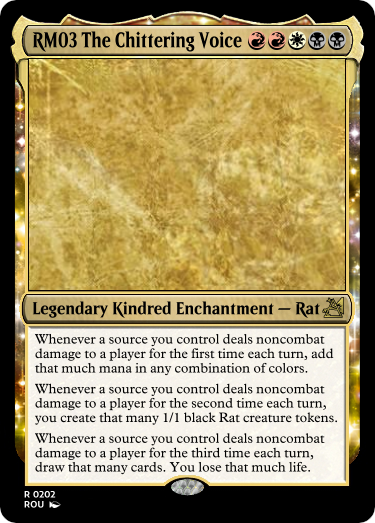 RM03 The Chittering Voice
Legendary Kindred Enchantment — Rat
Whenever a source you control deals noncombat
damage to a player for the first time each turn, add
that much mana in any combination of colors.
Whenever a source you control deals noncombat
damage to a player for the second time each turn,
you create that many 1/1 black Rat creature tokens.
Whenever a source you control deals noncombat
damage to a player for the third time each turn,
draw that many cards. You lose that much life.
R 0202
ROU